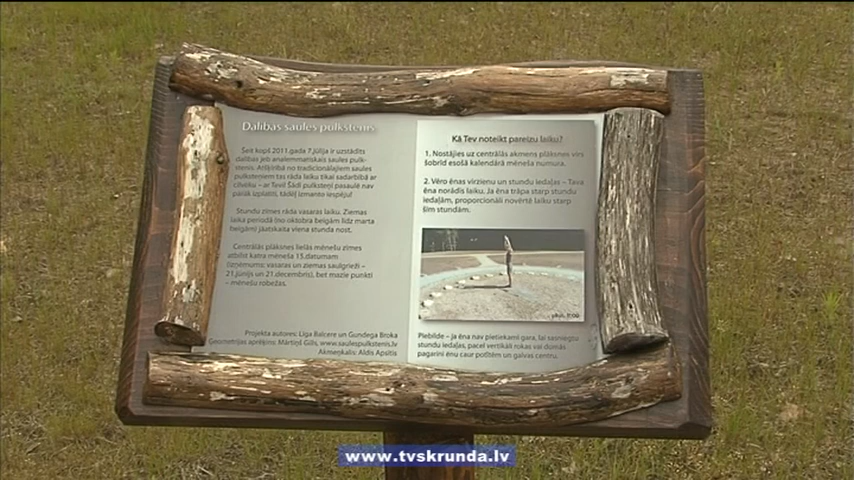 Dalības saules pulkstenis
Šeit kopš 2011.gada 7.jūlija ir uzstādīts
dalības jeb analemmatiskais saules pulk-
stenis. Atšķirībā no tradicionālajiem saules
pulksteņiem tas rāda laiku tikai sadarbībā ar
cilvēku – ar Tevi! Šādi pulksteņi pasaulē nav
pārāk izplatīti, tādēļ izmanto iespēju!
Stundu zīmes rāda vasaras laiku. Ziemas
laika periodā (no oktobra beigām līdz marta
beigām) jāatskaita viena stunda nost.
Centrālās plāksnes lielās mēnešu zīmes
atbilst katra mēneša 15.datumam
(izņēmums: vasaras un ziemas saulgrieži –
21.jūnijs un 21.decembris), bet mazie punkti
– mēnešu robežas.
Projekta autores: Līga Balcere un Gundega Broka
Ģeometrijas aprēķins: Mārtiņš Gills, www.saulespulkstenis.lv
Akmeņkalis: Aldis Apsītis
Kā Tev noteikt pareizu laiku?
1. Nostājies uz centrālās akmens plāksnes virs
šobrīd esošā kalendārā mēneša numura.
2. Vēro ēnas virzienu un stundu iedaļas – Tava
ēna norādīs laiku. Ja ēna trāpa starp stundu
iedaļām, proporcionāli novērtē laiku starp
šīm stundām.
Piebilde – ja ēna nav pietiekami gara, lai sasniegtu
stundu iedaļas, pacel vertikāli rokas vai domās
pagarini ēnu caur potītēm un galvas centru.
www.tvskrunda.lv